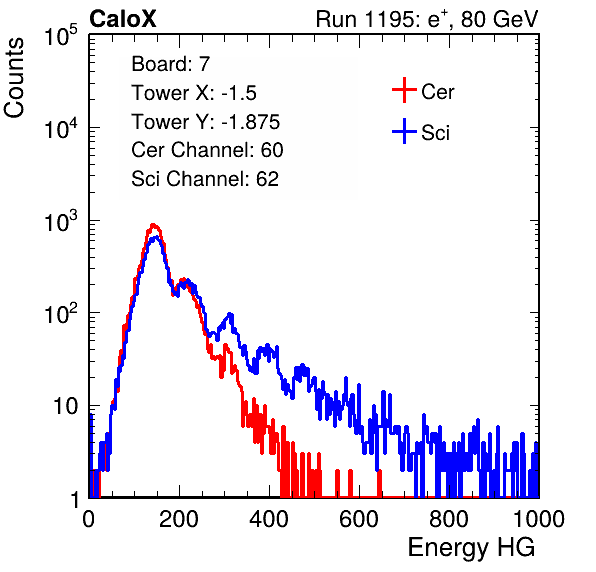 CaloX
Run 1195: e⁺, 80 GeV
Counts
10⁵
10⁴
10³
10²
10
1
Board: 7
Tower X: -1.5
Tower Y: -1.875
Cer Channel: 60
Sci Channel: 62
Cer
Sci
0 200 400 600 800 1000
Energy HG